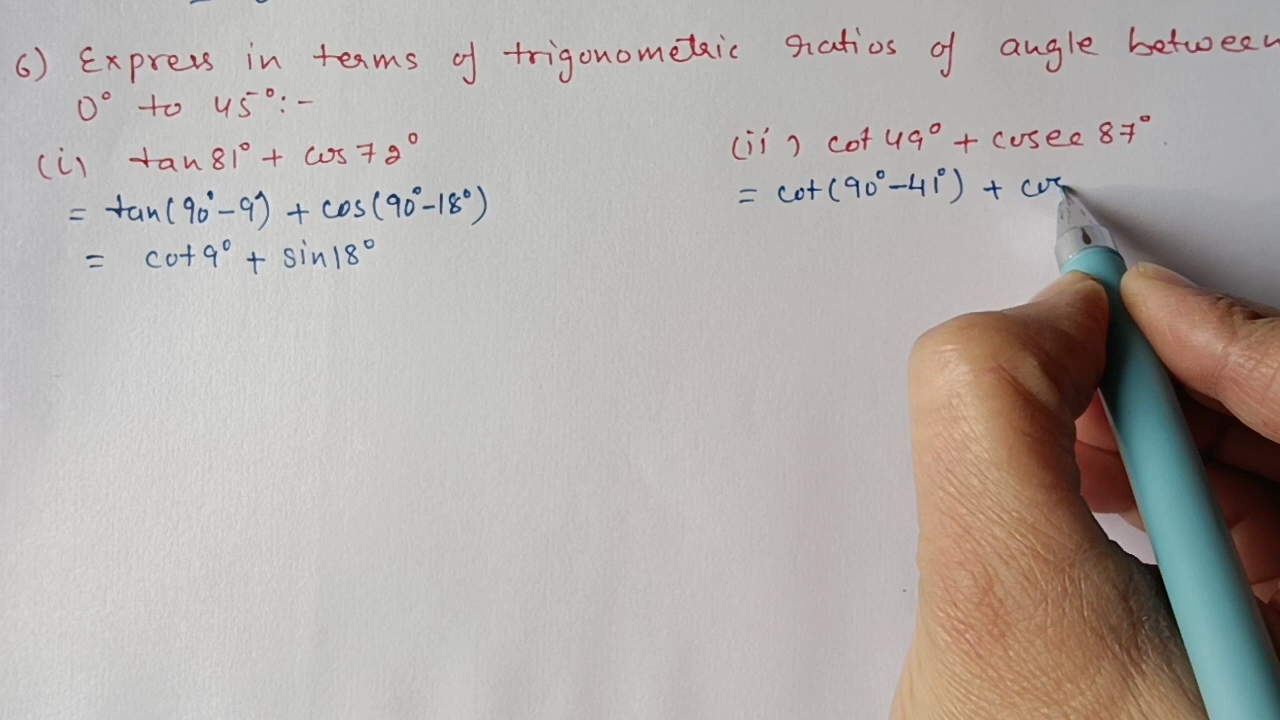 6) Express in terms of trigonometric ratios of angle between
0° to 45°:-
(i) tan 81° + cos 72°
= tan(90°-9) + cos(90°-18°)
= cot 9° + sin 18°
(ii) cot 49° + cosec 87°
= cot(90°-41°) + cos